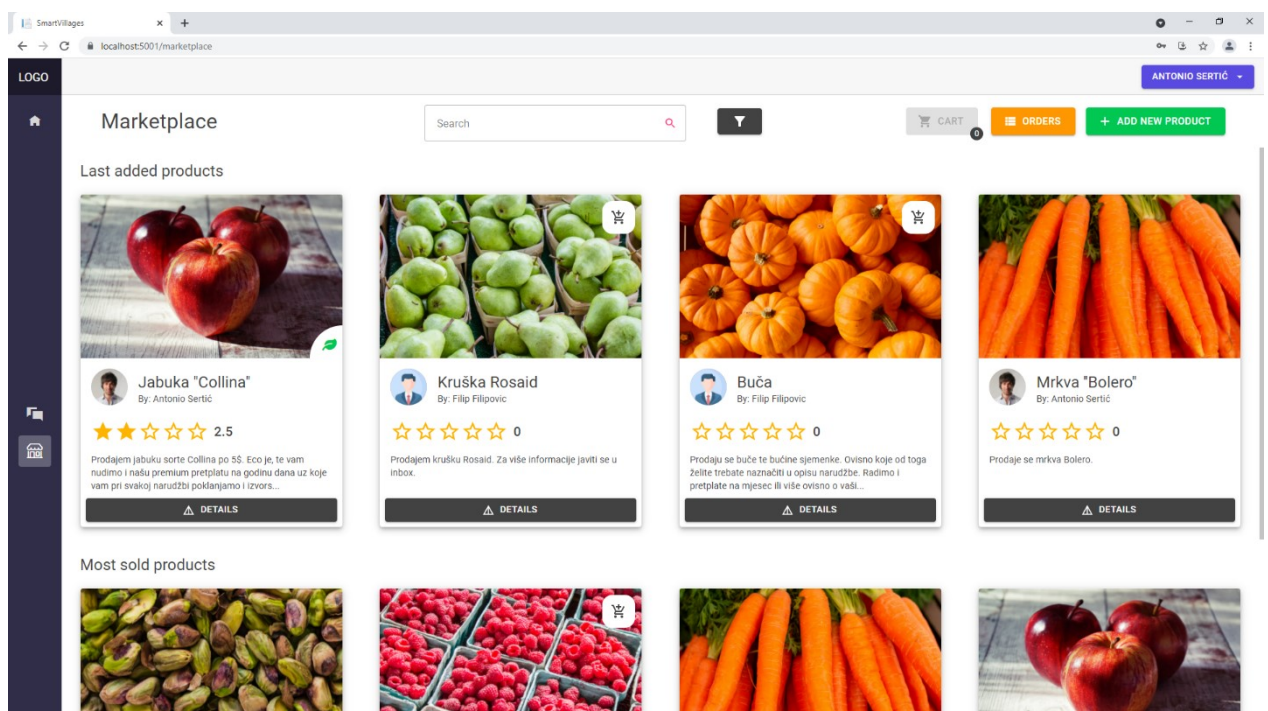 SmartVillages
localhost:5001/marketplace
LOGO
ANTONIO SERTIĆ
Marketplace
Search
CART
0
ORDERS
+ ADD NEW PRODUCT
Last added products
Jabuka "Collina"
By: Antonio Sertić
2.5
Prodajem jabuku sorte Collina po 5$. Eco je, te vam
nudimo i našu premium pretplatu na godinu dana uz koje
vam pri svakoj narudžbi poklanjamo i izvors...
DETAILS
Kruška Rosaid
By: Filip Filipovic
0
Prodajem krušku Rosaid. Za više informacije javiti se u
inbox.
DETAILS
Buča
By: Filip Filipovic
0
Prodaju se buče te bučine sjemenke. Ovisno koje od toga
želite trebate naznačiti u opisu narudžbe. Radimo i
pretplate na mjesec ili više ovisno o vaši...
DETAILS
Mrkva "Bolero"
By: Antonio Sertić
0
Prodaje se mrkva Bolero.
DETAILS
Most sold products